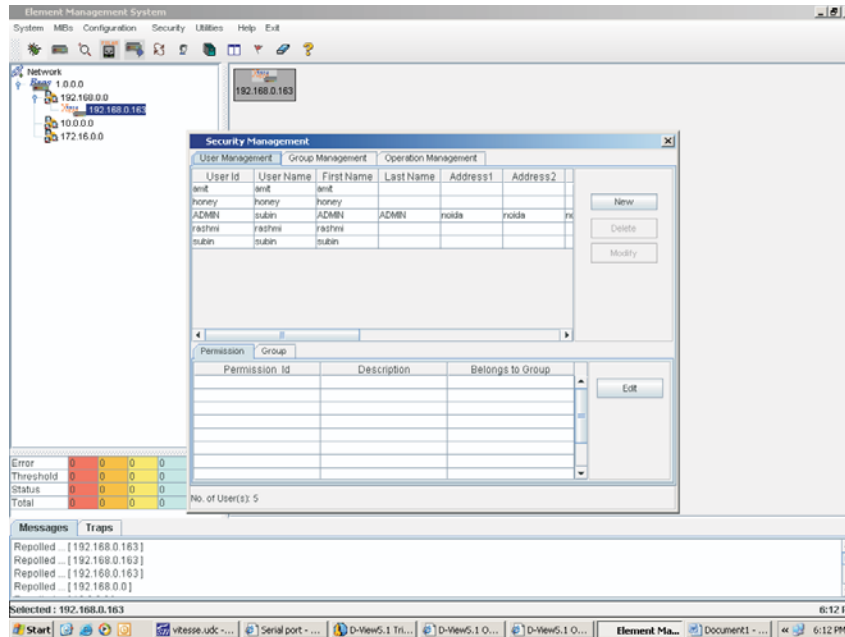 Element Management System
System MIBs Configuration Security Utilities Help Exit
Network
1.0.0.0
192.168.0.0
192.168.0.163
10.0.0.0
172.16.0.0
192.168.0.163
Security Management
User Management Group Management Operation Management
User Id User Name First Name Last Name Address1 Address2
amit amit amit
honey honey honey
ADMIN subin ADMIN ADMIN noida noida
rashmi rashmi rashmi
subin subin subin
New
Delete
Modify
Permission Group
Permission Id Description Belongs to Group
Edit
No. of User(s): 5
Error 0 0 0 0
Threshold 0 0 0 0
Status 0 0 0 0
Total 0 0 0 0
Messages Traps
Repolled ... [ 192.168.0.163 ]
Repolled ... [ 192.168.0.163 ]
Repolled ... [ 192.168.0.163 ]
Repolled ... [ 192.168.0.0 ]
Selected : 192.168.0.163 6:12 P
Start vitesse.udc -... Serial port - ... D-View5.1 Tri... D-View5.1 O... D-View5.1 O... Element Ma... Document1 - ... 6:12 PM